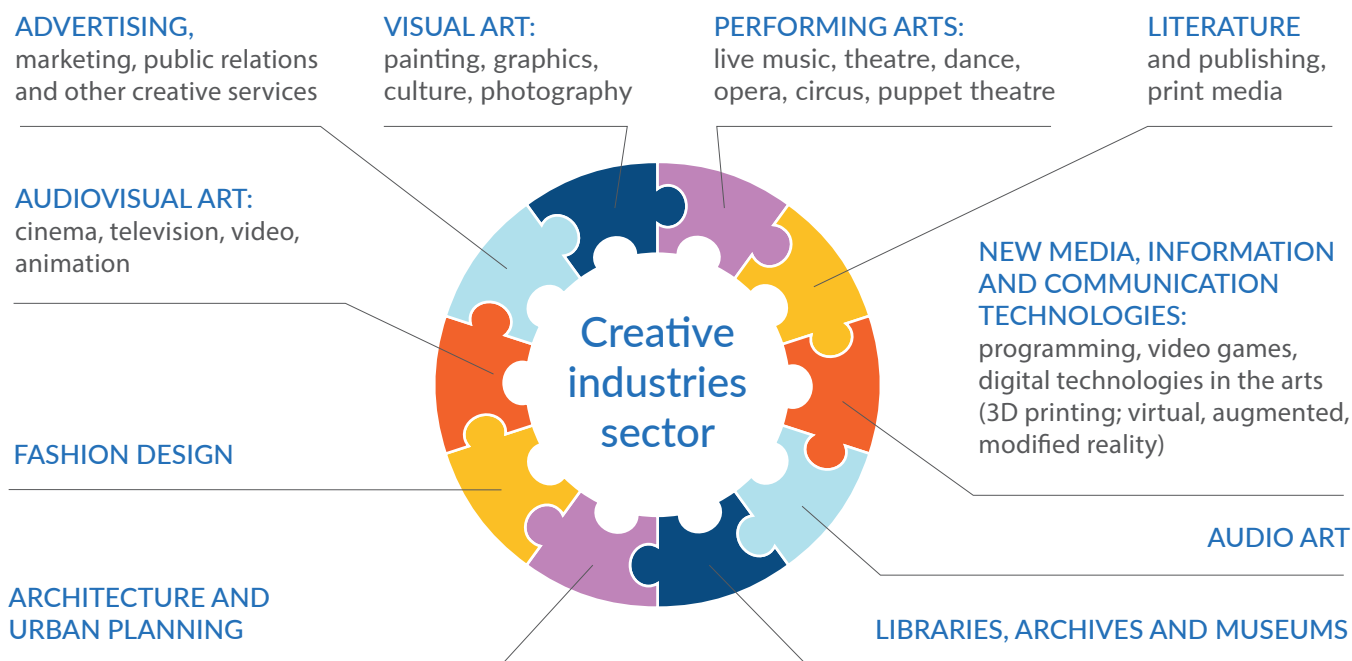 ADVERTISING,
marketing, public relations
and other creative services
VISUAL ART:
painting, graphics,
culture, photography
PERFORMING ARTS:
live music, theatre, dance,
opera, circus, puppet theatre
LITERATURE
and publishing,
print media
AUDIOVISUAL ART:
cinema, television, video,
animation
NEW MEDIA, INFORMATION
AND COMMUNICATION
TECHNOLOGIES:
programming, video games,
digital technologies in the arts
(3D printing; virtual, augmented,
modified reality)
Creative
industries
sector
FASHION DESIGN
AUDIO ART
ARCHITECTURE AND
URBAN PLANNING
LIBRARIES, ARCHIVES AND MUSEUMS